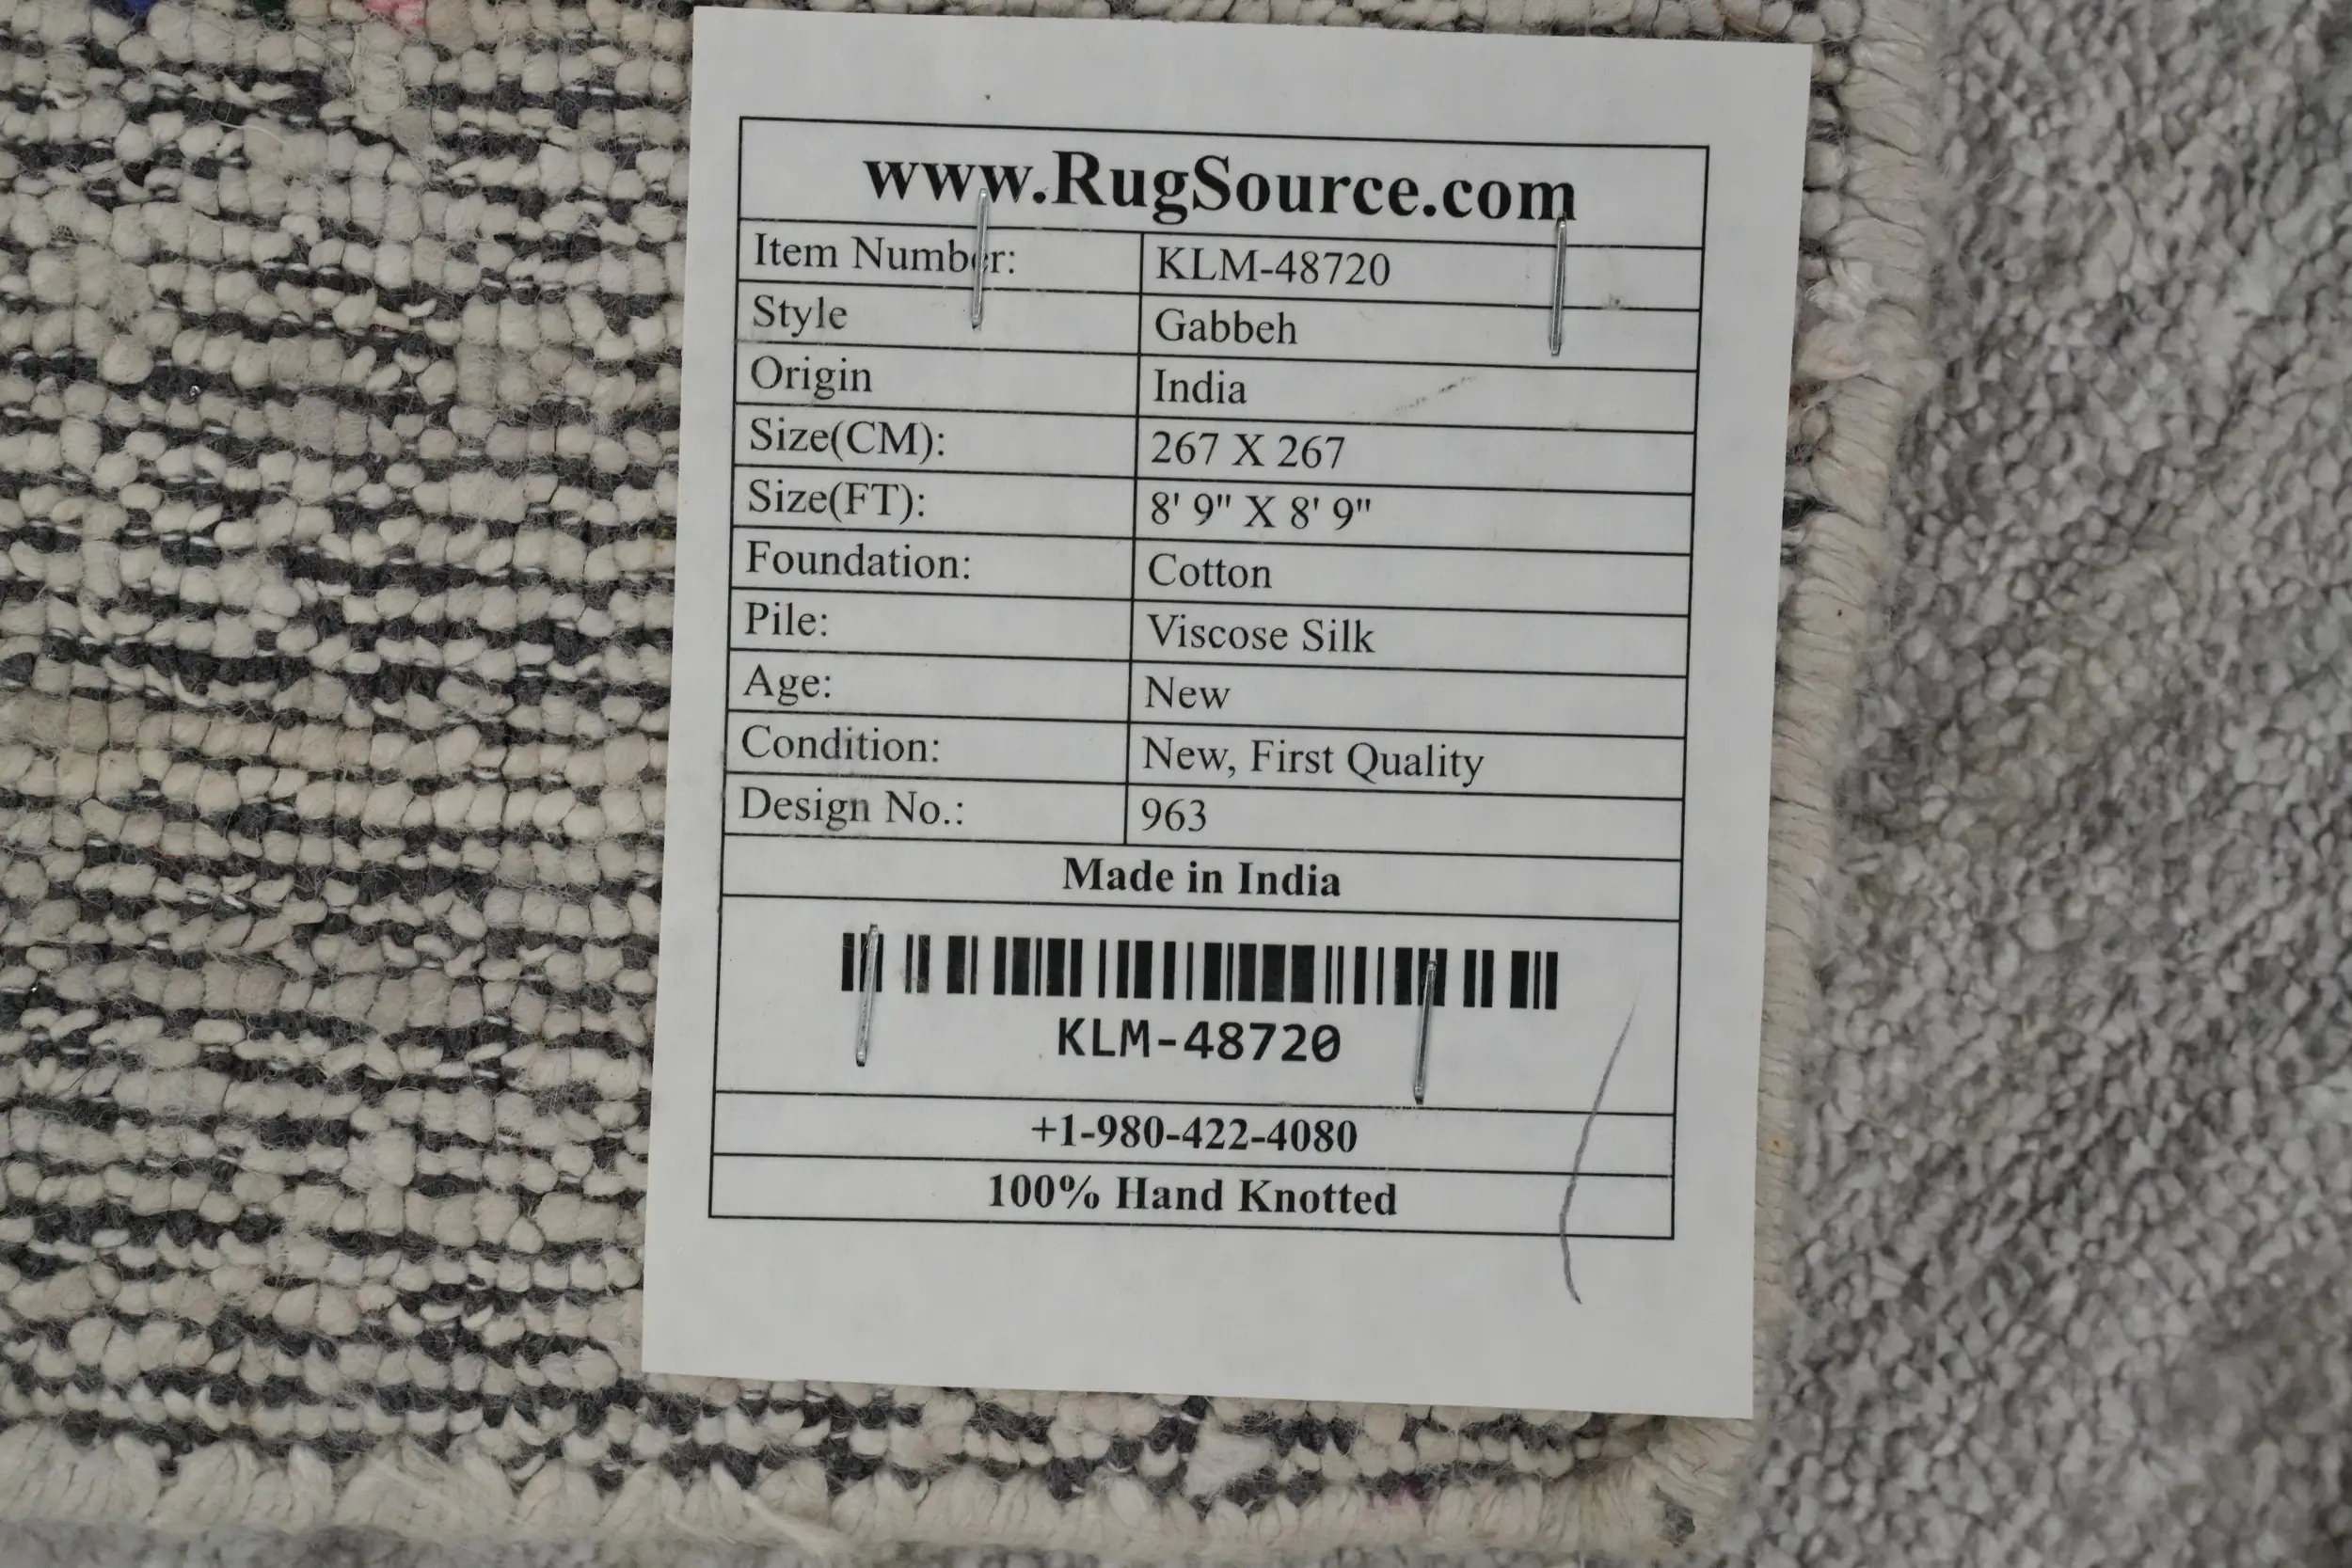 www.RugSource.com
Item Number: KLM-48720
Style Gabbeh
Origin India
Size(CM): 267 X 267
Size(FT): 8' 9" X 8' 9"
Foundation: Cotton
Pile: Viscose Silk
Age: New
Condition: New, First Quality
Design No.: 963
Made in India
KLM-48720
+1-980-422-4080
100% Hand Knotted